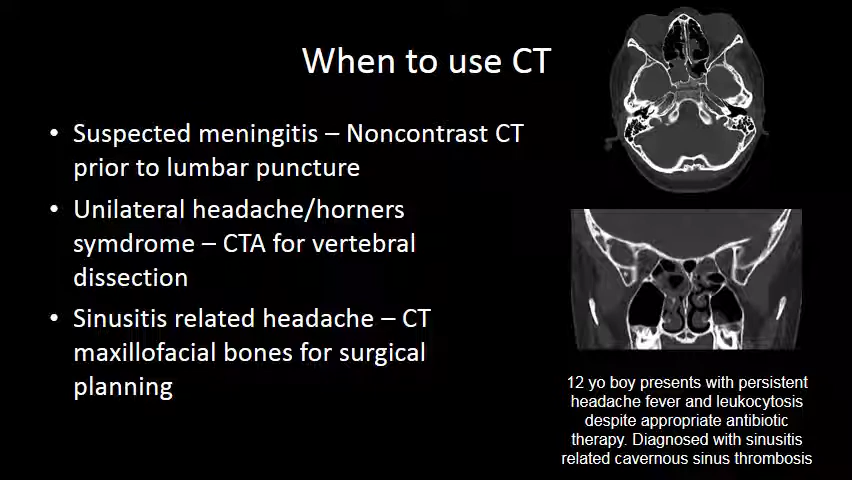 When to use CT
• Suspected meningitis – Noncontrast CT
prior to lumbar puncture
• Unilateral headache/horners
symdrome – CTA for vertebral
dissection
• Sinusitis related headache – CT
maxillofacial bones for surgical
planning
12 yo boy presents with persistent
headache fever and leukocytosis
despite appropriate antibiotic
therapy. Diagnosed with sinusitis
related cavernous sinus thrombosis